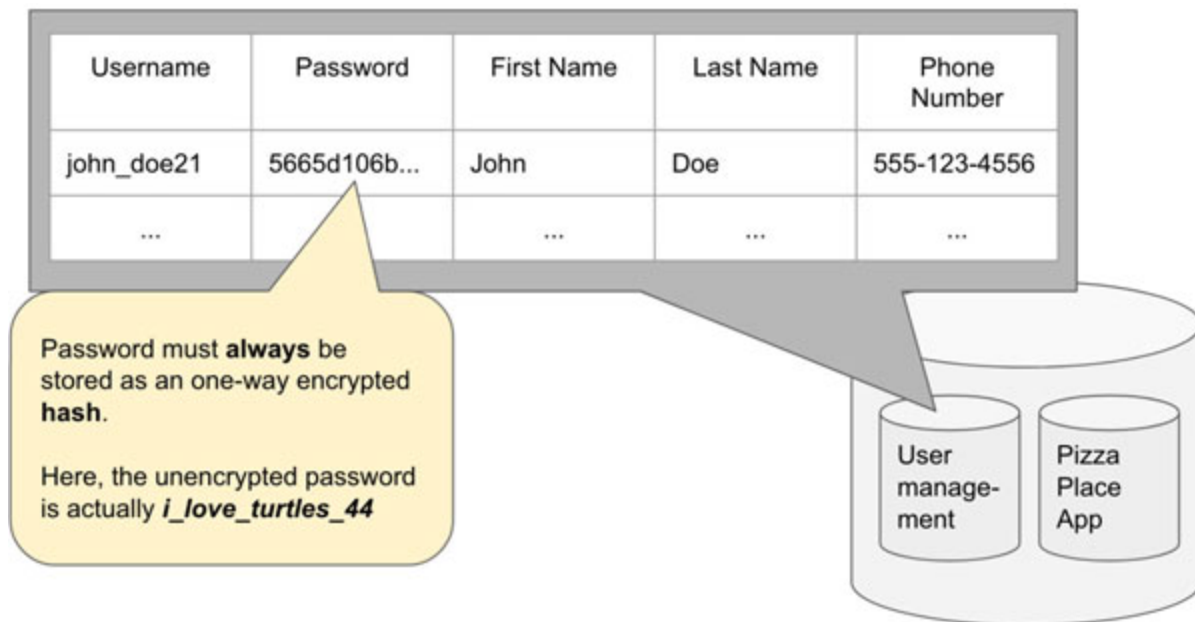 Username Password First Name Last Name Phone
Number
john_doe21 5665d106b... John Doe 555-123-4556
... ... ... ...
Password must always be
stored as an one-way encrypted
hash.
Here, the unencrypted password
is actually i_love_turtles_44
User
manage-
ment
Pizza
Place
App